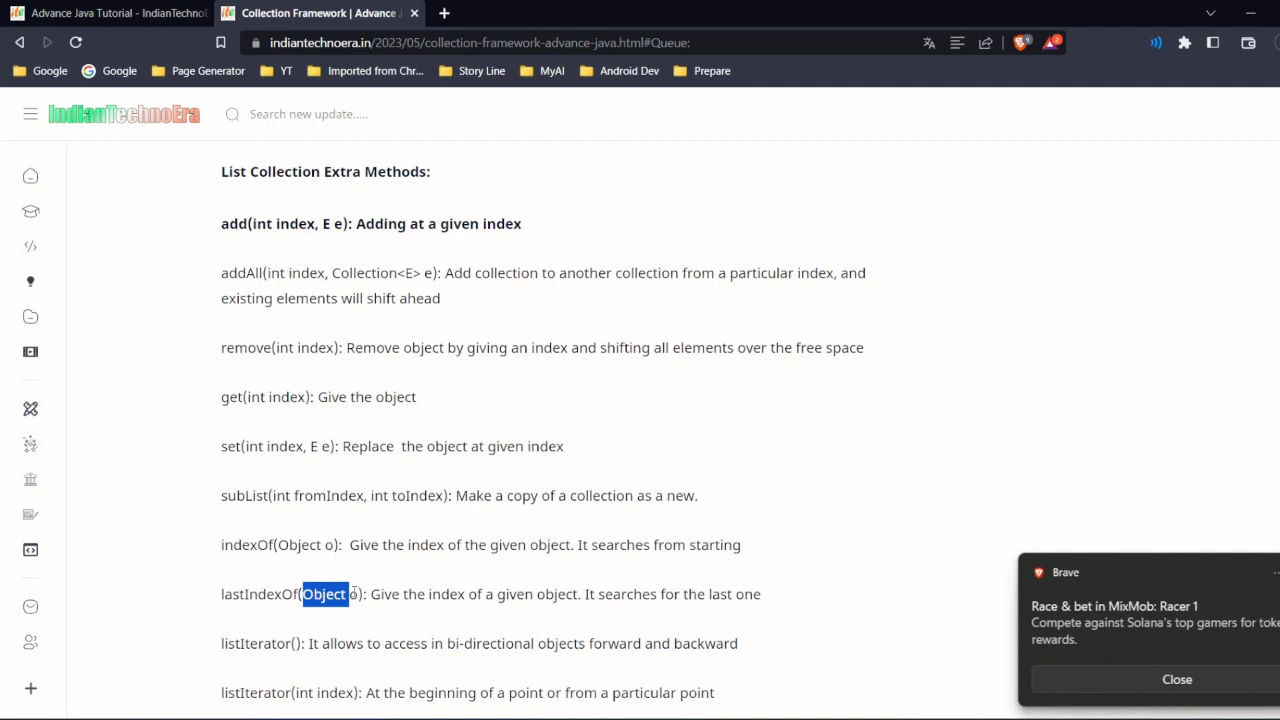 Advance Java Tutorial - IndianTechnoE
Collection Framework | Advance J
indiantechnoera.in/2023/05/collection-framework-advance-java.html#Queue:
9
2
Google
Google
Page Generator
YT
Imported from Chr...
Story Line
MyAI
Android Dev
Prepare
IndianTechnoEra
Search new update.....
List Collection Extra Methods:
add(int index, E e): Adding at a given index
addAll(int index, Collection<E> e): Add collection to another collection from a particular index, and
existing elements will shift ahead
remove(int index): Remove object by giving an index and shifting all elements over the free space
get(int index): Give the object
set(int index, E e): Replace  the object at given index
subList(int fromIndex, int toIndex): Make a copy of a collection as a new.
indexOf(Object o):  Give the index of the given object. It searches from starting
lastIndexOf(Object o): Give the index of a given object. It searches for the last one
listIterator(): It allows to access in bi-directional objects forward and backward
listIterator(int index): At the beginning of a point or from a particular point
Brave
Race & bet in MixMob: Racer 1
Compete against Solana's top gamers for toke
rewards.
Close